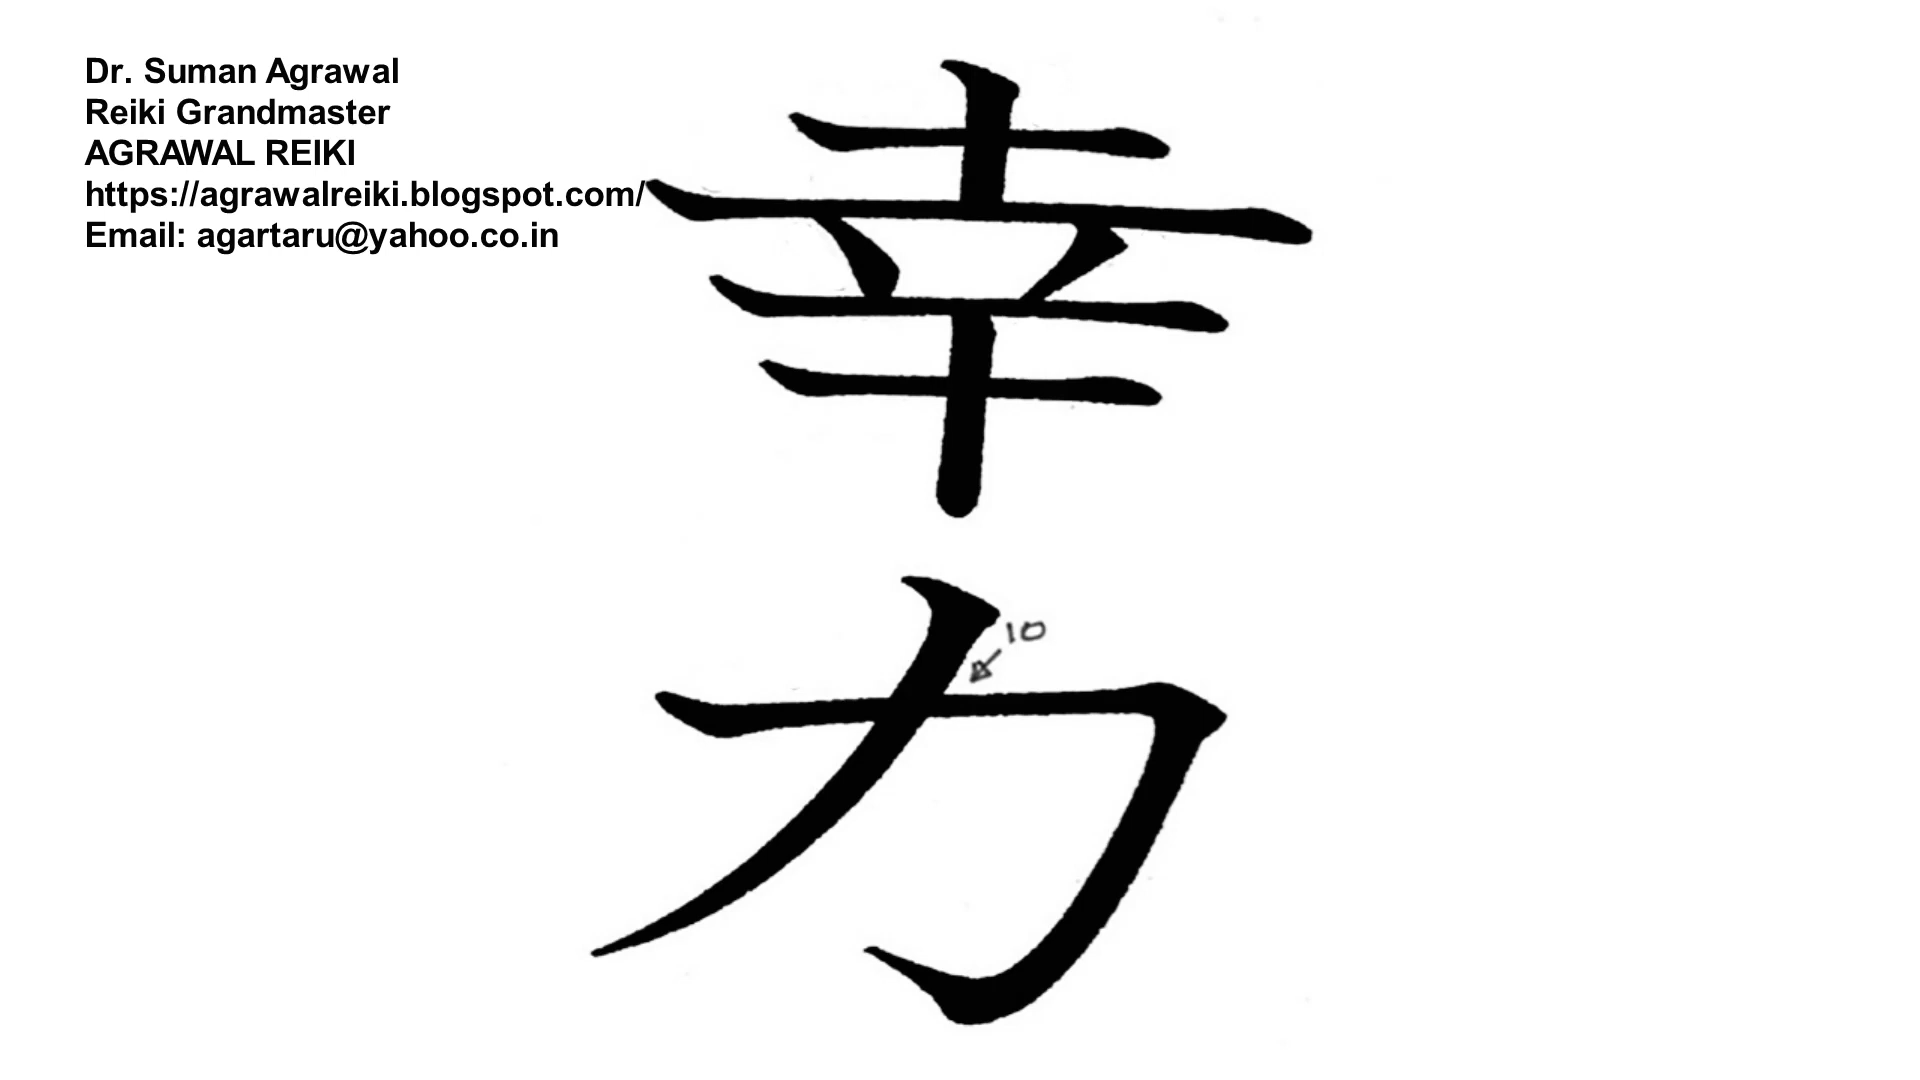 Dr. Suman Agrawal
Reiki Grandmaster
AGRAWAL REIKI
https://agrawalreiki.blogspot.com/
Email: agartaru@yahoo.co.in
幸
10
力